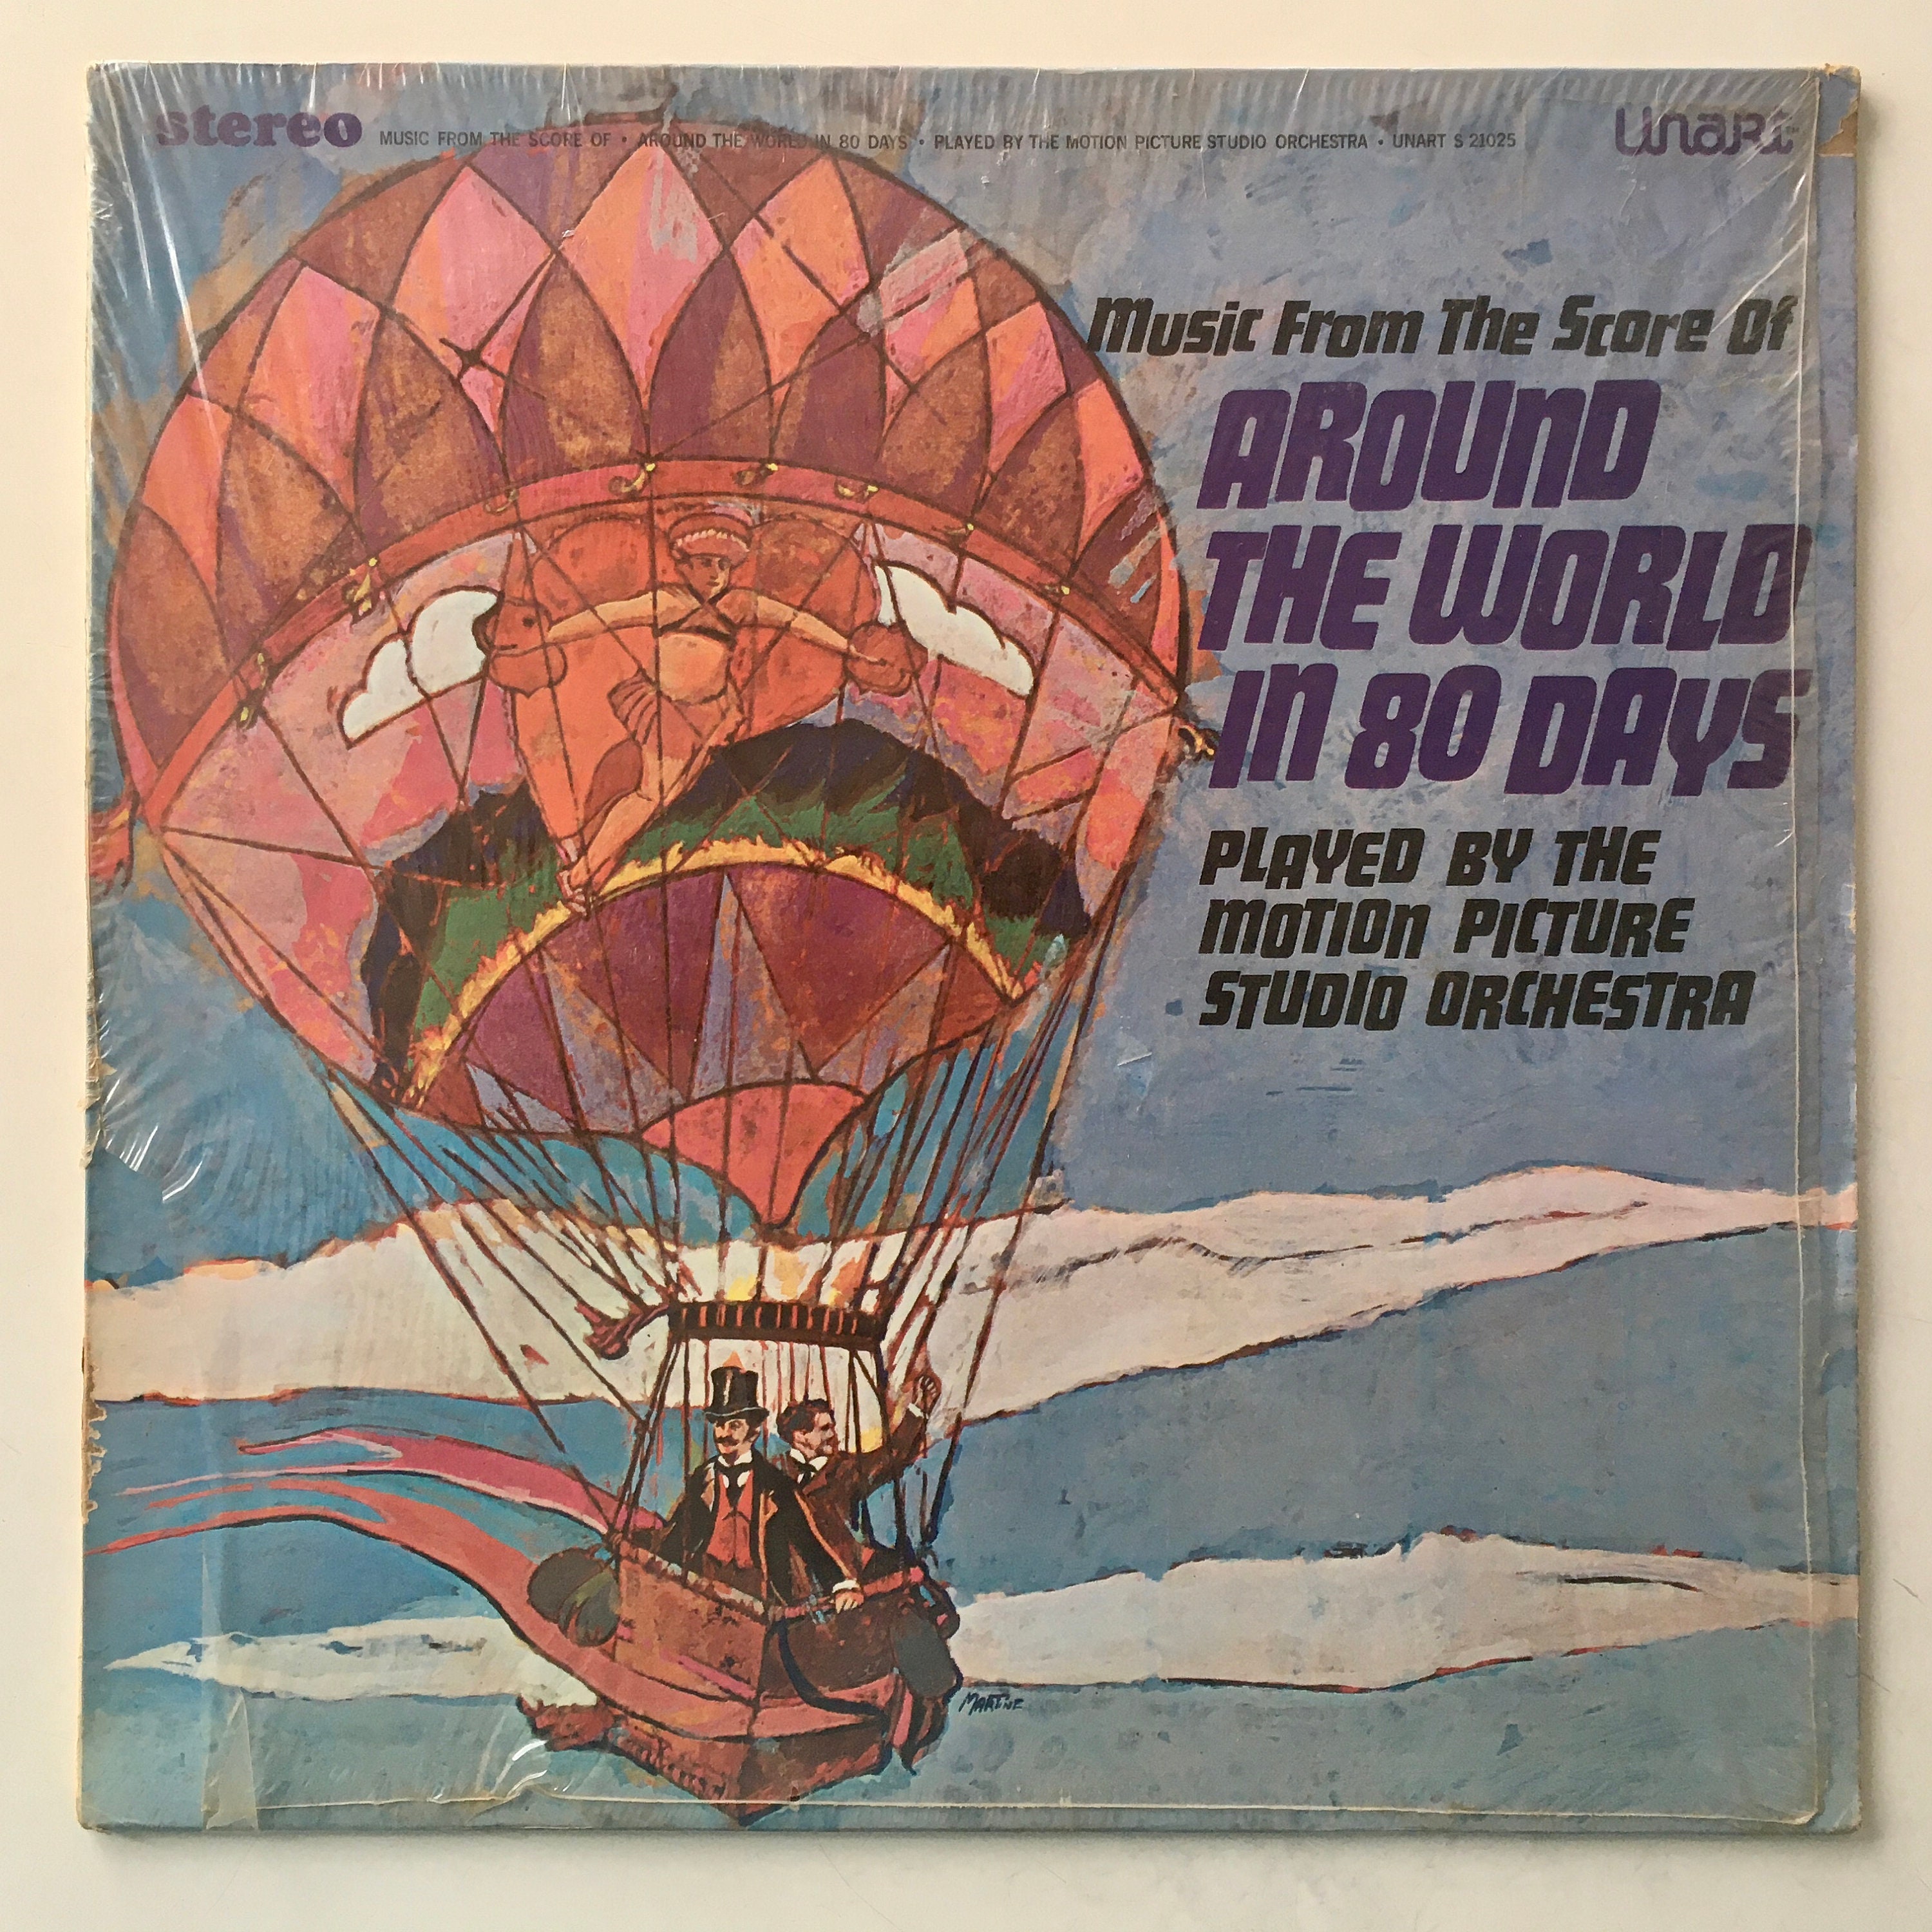 stereo MUSIC FROM THE SCORE OF • AROUND THE WORLD IN 80 DAYS • PLAYED BY THE MOTION PICTURE STUDIO ORCHESTRA • UNART S 21025 UnaRt™
Music From The Score Of
AROUND
THE WORLD
IN 80 DAYS
PLAYED BY THE
MOTION PICTURE
STUDIO ORCHESTRA
MARTINE